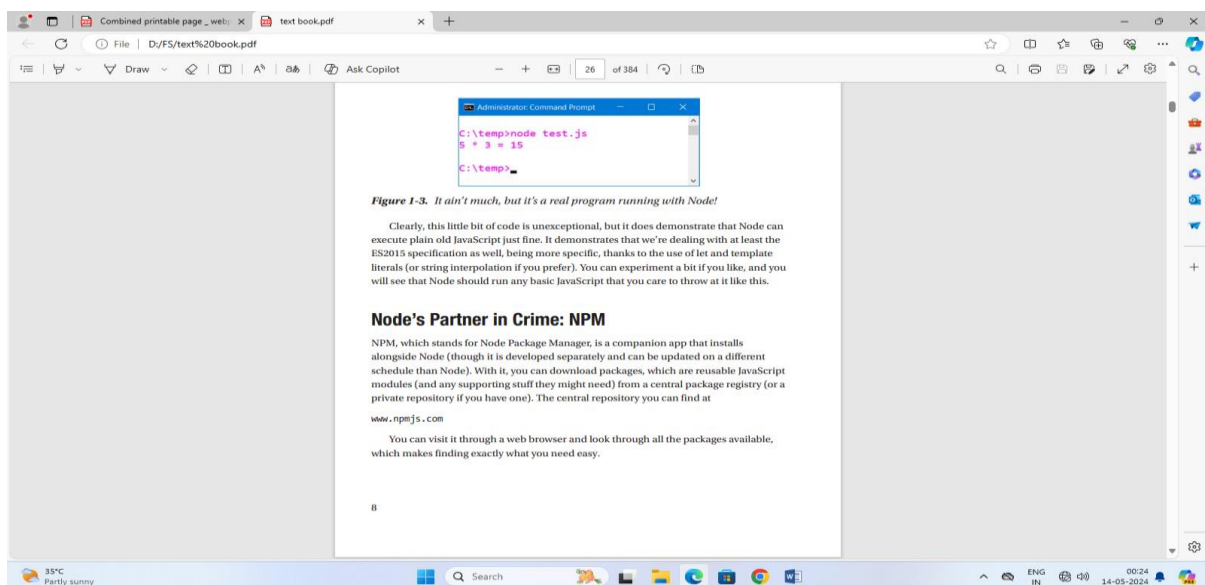 Combined printable page _ web
text book.pdf
File
D:/FS/text%20book.pdf
Draw
Ask Copilot
26
of 384
Administrator: Command Prompt
C:\temp>node test.js
5 * 3 = 15
C:\temp>
Figure 1-3. It ain't much, but it's a real program running with Node!
Clearly, this little bit of code is unexceptional, but it does demonstrate that Node can
execute plain old JavaScript just fine. It demonstrates that we're dealing with at least the
ES2015 specification as well, being more specific, thanks to the use of let and template
literals (or string interpolation if you prefer). You can experiment a bit if you like, and you
will see that Node should run any basic JavaScript that you care to throw at it like this.
Node's Partner in Crime: NPM
NPM, which stands for Node Package Manager, is a companion app that installs
alongside Node (though it is developed separately and can be updated on a different
schedule than Node). With it, you can download packages, which are reusable JavaScript
modules (and any supporting stuff they might need) from a central package registry (or a
private repository if you have one). The central repository you can find at
www.npmjs.com
You can visit it through a web browser and look through all the packages available,
which makes finding exactly what you need easy.
8
35°C
Partly sunny
Search
ENG
IN
00:24
14-05-2024